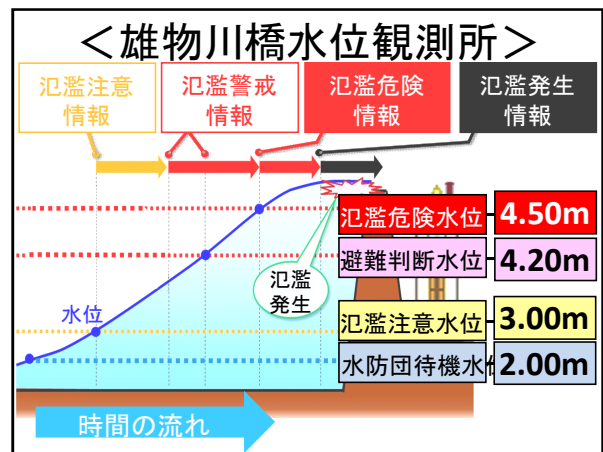 ＜雄物川橋水位観測所＞
氾濫注意
情報
氾濫警戒
情報
氾濫危険
情報
氾濫発生
情報
氾濫危険水位 4.50m
避難判断水位 4.20m
氾濫
発生
水位
氾濫注意水位 3.00m
水防団待機水 2.00m
時間の流れ